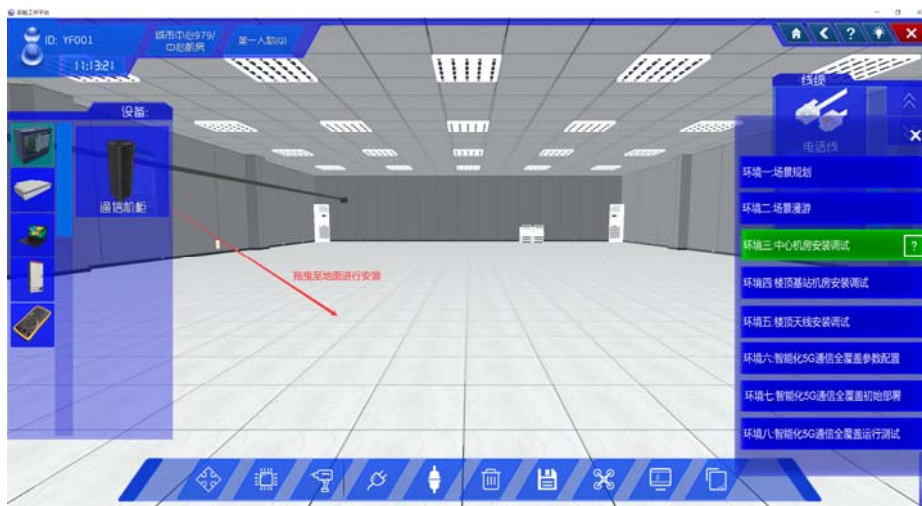 实验工作平台
ID: YF001
11:13:21
城市中心979/
中心机房
第一人称(Q)
设备:
通信机柜
拖曳至地面进行安装
线缆
电话线
环境一:场景规划
环境二:场景漫游
环境三:中心机房安装调试
?
环境四:楼顶基站机房安装调试
环境五:楼顶天线安装调试
环境六:智能化5G通信全覆盖参数配置
环境七:智能化5G通信全覆盖初始部署
环境八:智能化5G通信全覆盖运行测试